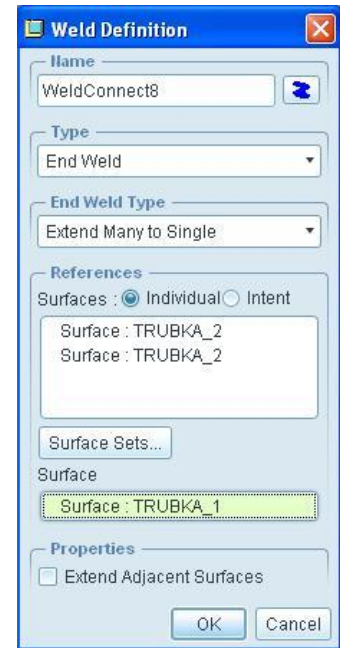 Weld Definition
Name
WeldConnect8
Type
End Weld
End Weld Type
Extend Many to Single
References
Surfaces : Individual Intent
Surface : TRUBKA_2
Surface : TRUBKA_2
Surface Sets...
Surface
Surface : TRUBKA_1
Properties
Extend Adjacent Surfaces
OK Cancel